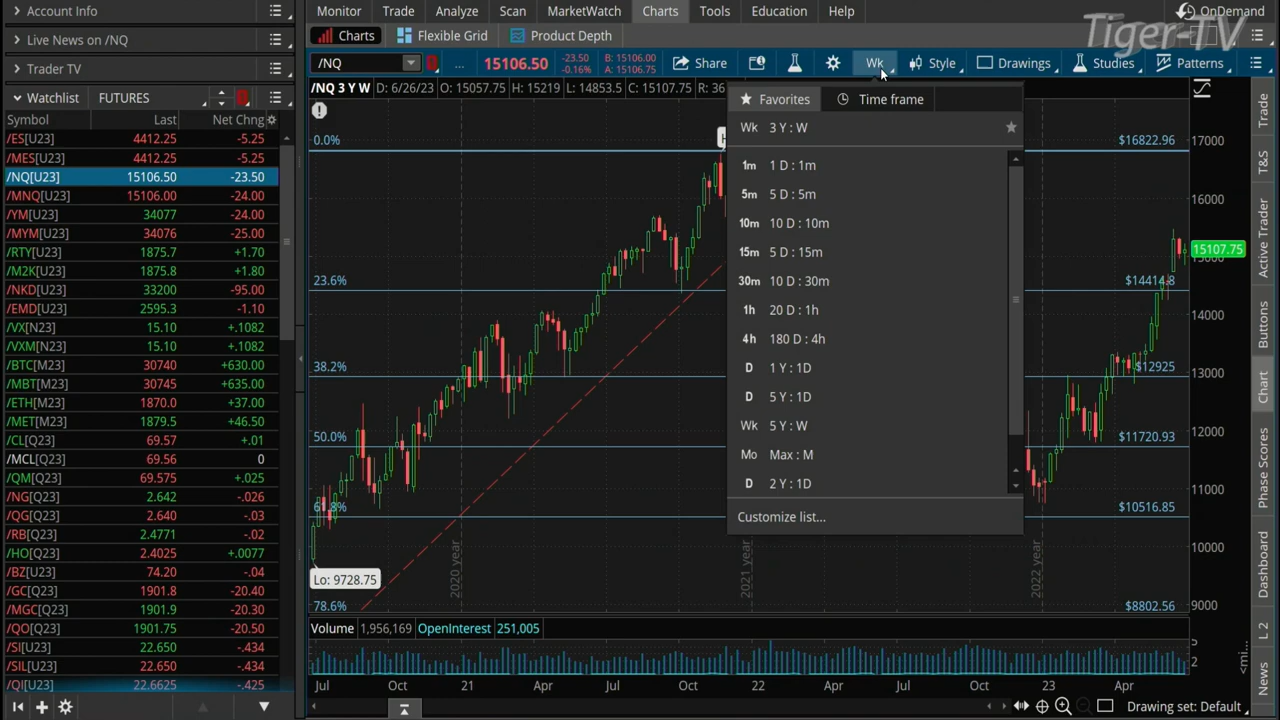 Account Info
Live News on /NQ
Trader TV
Watchlist FUTURES
Symbol Last Net Chng
/ES[U23] 4412.25 -5.25
/MES[U23] 4412.25 -5.25
/NQ[U23] 15106.50 -23.50
/MNQ[U23] 15106.00 -24.00
/YM[U23] 34077 -24.00
/MYM[U23] 34076 -25.00
/RTY[U23] 1875.7 +1.70
/M2K[U23] 1875.8 +1.80
/NKD[U23] 33200 -95.00
/EMD[U23] 2595.3 -1.10
/VX[N23] 15.10 +.1082
/VXM[N23] 15.10 +.1082
/BTC[M23] 30740 +630.00
/MBT[M23] 30745 +635.00
/ETH[M23] 1870.0 +37.00
/MET[M23] 1879.5 +46.50
/CL[Q23] 69.57 +.01
/MCL[Q23] 69.56 0
/QM[Q23] 69.575 +.025
/NG[Q23] 2.642 -.026
/QG[Q23] 2.640 -.03
/RB[Q23] 2.4771 -.02
/HO[Q23] 2.4025 +.0077
/BZ[U23] 74.20 -.04
/GC[Q23] 1901.8 -20.40
/MGC[Q23] 1901.9 -20.30
/QO[Q23] 1901.75 -20.50
/SI[U23] 22.650 -.434
/SIL[U23] 22.650 -.434
/QI[U23] 22.6625 -.425
Monitor Trade Analyze Scan MarketWatch Charts Tools Education Help OnDemand
Tiger-TV
Charts Flexible Grid Product Depth
/NQ ... 15106.50 -23.50 B: 15106.00
-0.16% A: 15106.75
Share Wk Style Drawings Studies Patterns
/NQ 3 Y W D: 6/26/23 O: 15057.75 H: 15219 L: 14853.5 C: 15107.75 R: 36
Favorites Time frame
Wk 3 Y : W
1m 1 D : 1m
5m 5 D : 5m
10m 10 D : 10m
15m 5 D : 15m
30m 10 D : 30m
1h 20 D : 1h
4h 180 D : 4h
D 1 Y : 1D
D 5 Y : 1D
Wk 5 Y : W
Mo Max : M
D 2 Y : 1D
Customize list...
0.0% $16822.96
23.6% $14414.8
38.2% $12925
50.0% $11720.93
$10516.85
78.6% $8802.56
Lo: 9728.75
2020 year
2021 year
2022 year
17000
16000
15107.75
15000
14000
13000
12000
11000
10000
9000
Volume 1,956,169 OpenInterest 251,005
5
2
<mi...
Jul Oct 21 Apr Jul Oct 22 Apr Jul Oct 23 Apr
Drawing set: Default
Trade
T&S
Active Trader
Buttons
Chart
Phase Scores
Dashboard
L 2
News